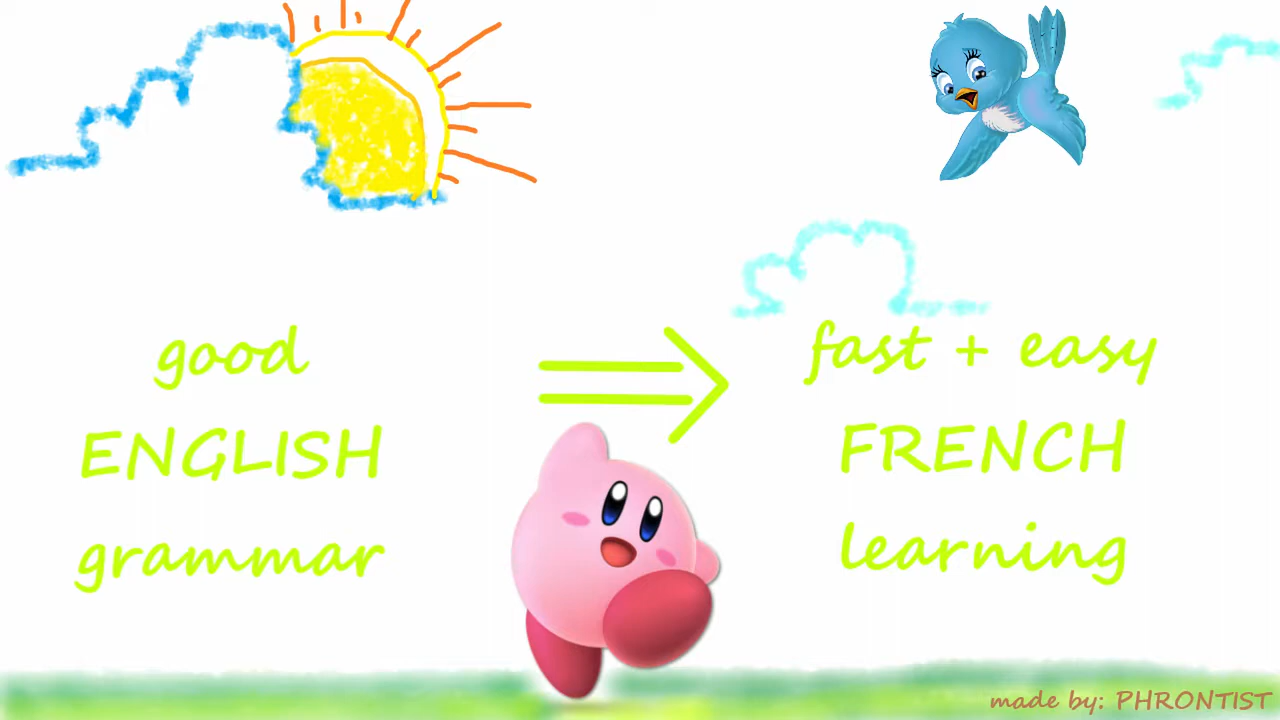 good
ENGLISH
grammar
fast + easy
FRENCH
learning
made by: PHRONTIST